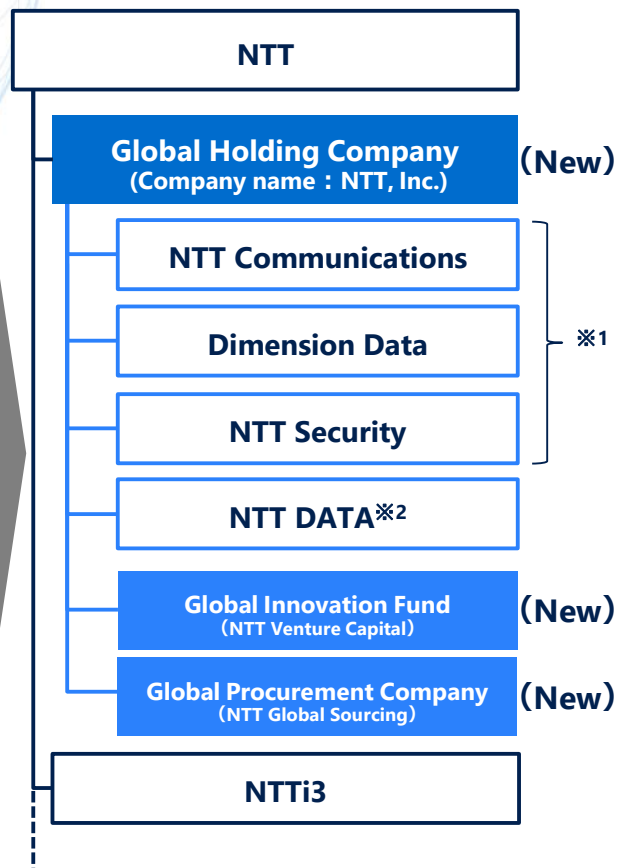 NTT
Global Holding Company
(Company name：NTT, Inc.)
（New）
NTT Communications
Dimension Data
※1
NTT Security
NTT DATA※2
Global Innovation Fund
（NTT Venture Capital）
（New）
Global Procurement Company
（NTT Global Sourcing）
（New）
NTTi3